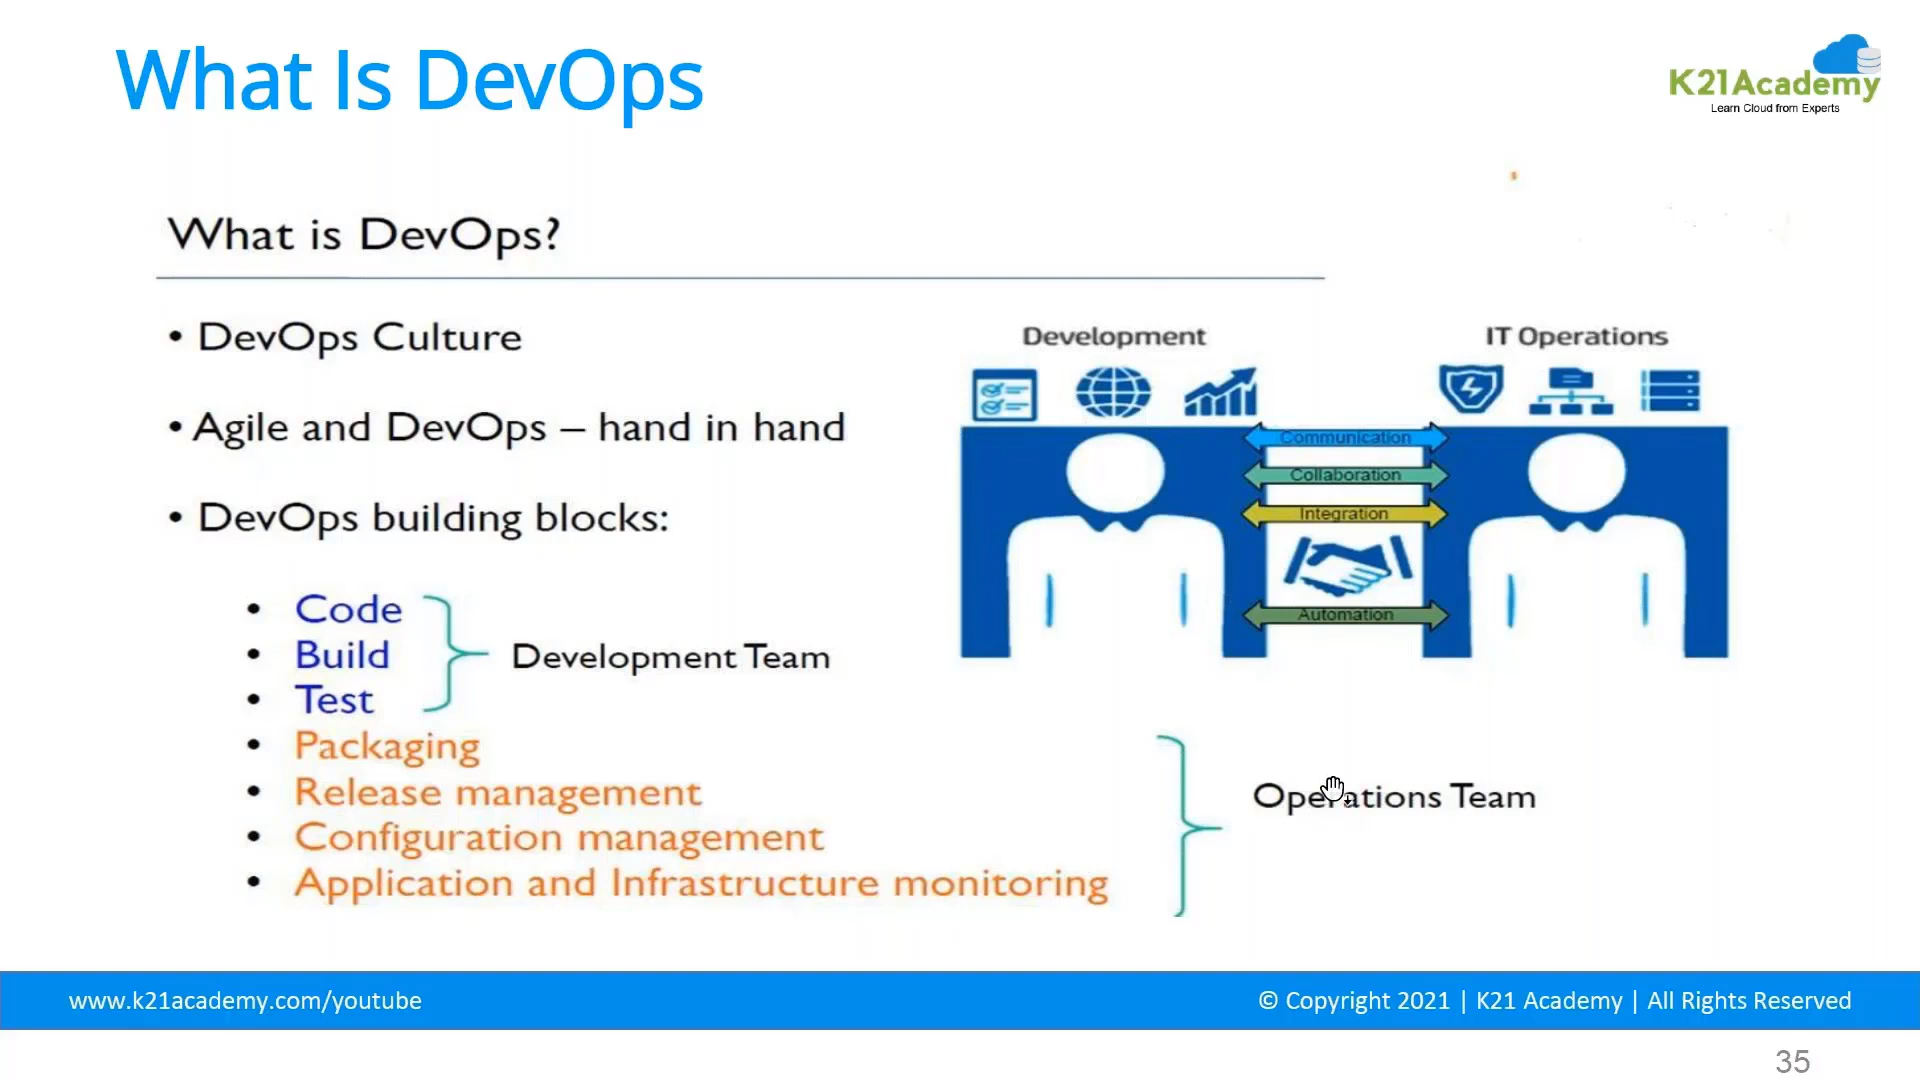 What Is DevOps
K21Academy
Learn Cloud from Experts
What is DevOps?
• DevOps Culture
• Agile and DevOps – hand in hand
• DevOps building blocks:
• Code
• Build
• Test
Development Team
• Packaging
• Release management
• Configuration management
• Application and Infrastructure monitoring
Operations Team
Development
IT Operations
Communication
Collaboration
Integration
Automation
www.k21academy.com/youtube
© Copyright 2021 | K21 Academy | All Rights Reserved
35